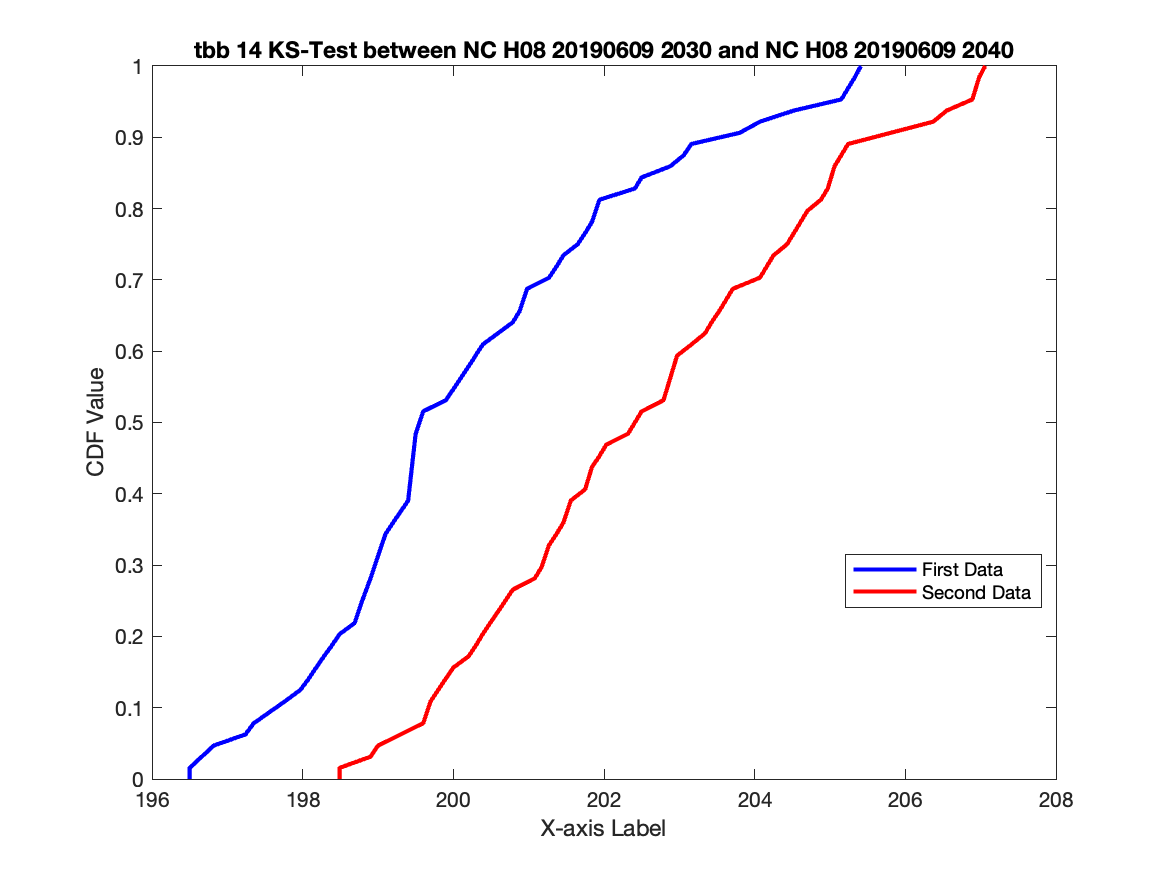 tbb 14 KS-Test between NC H08 20190609 2030 and NC H08 20190609 2040
1
0.9
0.8
0.7
0.6
0.5
0.4
0.3
0.2
0.1
0
CDF Value
First Data
Second Data
196 198 200 202 204 206 208
X-axis Label